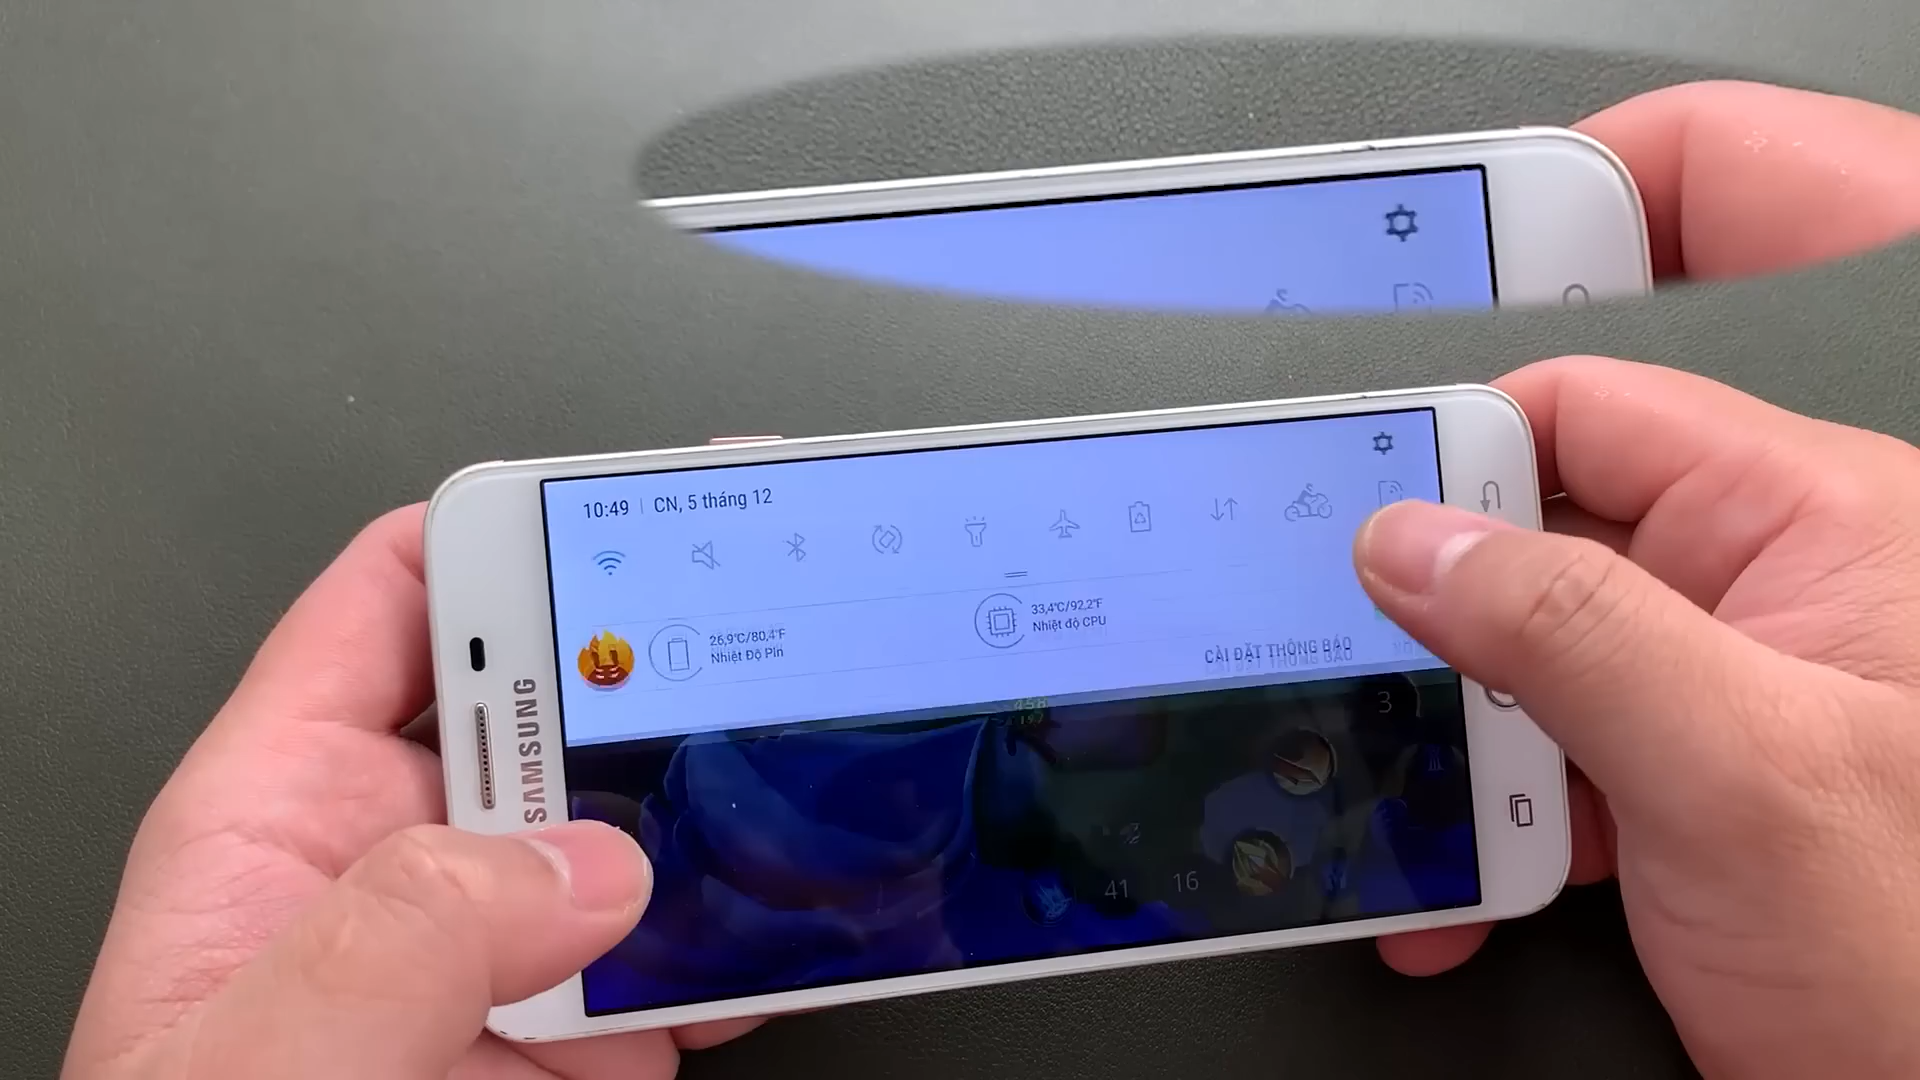 10:49 | CN, 5 tháng 12
26,9°C/80,4°F
Nhiệt Độ Pin
33,4°C/92,2°F
Nhiệt độ CPU
CÀI ĐẶT THÔNG BÁO
SAMSUNG
3
41
16